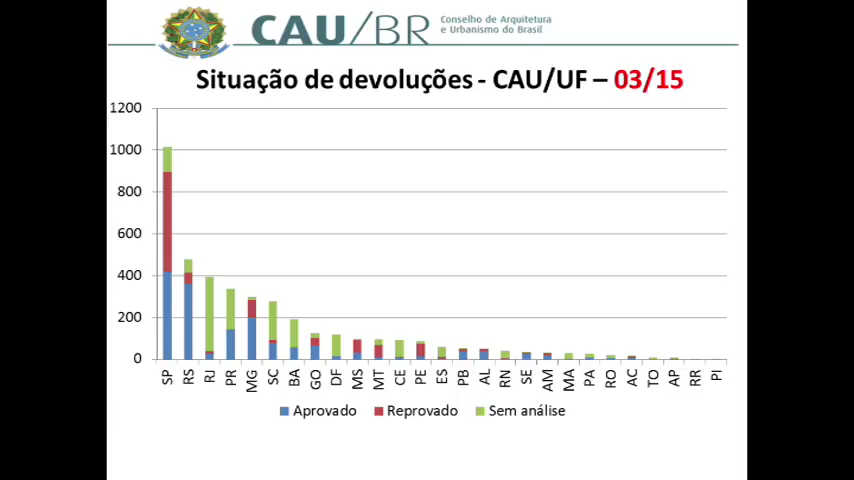 CAU/BR
Conselho de Arquitetura
e Urbanismo do Brasil
Situação de devoluções - CAU/UF – 03/15
1200
1000
800
600
400
200
0
SP RS RJ PR MG SC BA GO DF MS MT CE PE ES PB AL RN SE AM MA PA RO AC TO AP RR PI
Aprovado Reprovado Sem análise